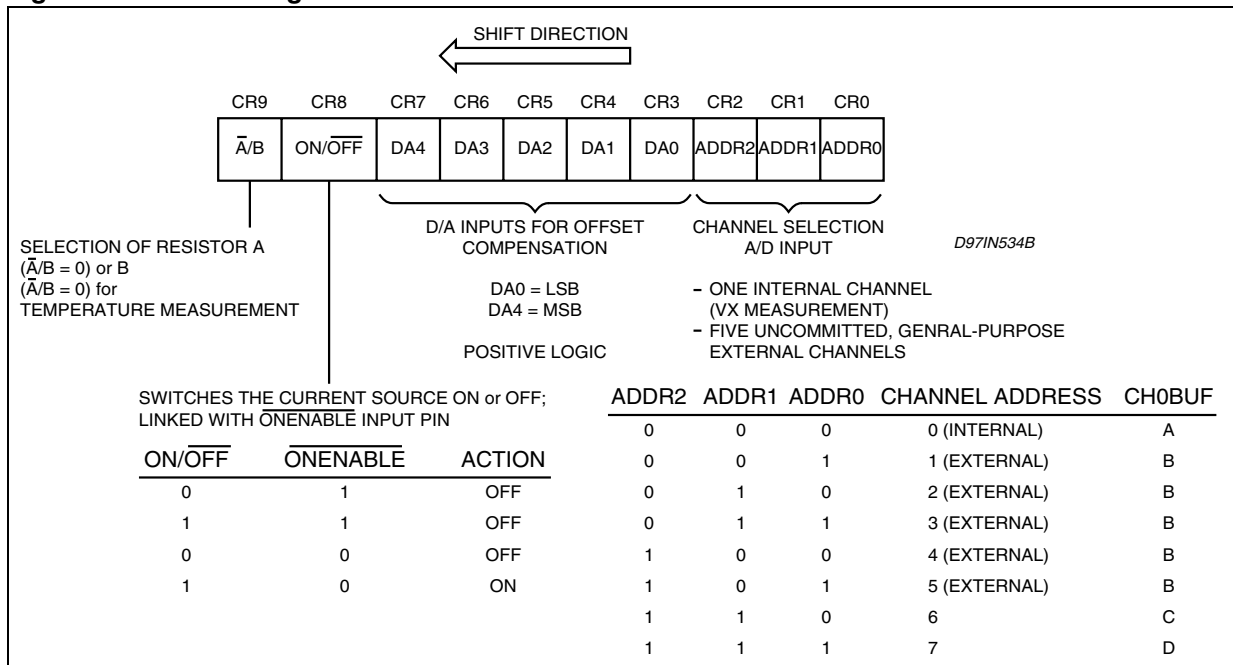 SHIFT DIRECTION
CR9 CR8 CR7 CR6 CR5 CR4 CR3 CR2 CR1 CR0
A̅/B ON/O̅F̅F̅ DA4 DA3 DA2 DA1 DA0 ADDR2 ADDR1 ADDR0
SELECTION OF RESISTOR A
(A̅/B = 0) or B
(A̅/B = 0) for
TEMPERATURE MEASUREMENT
D/A INPUTS FOR OFFSET
COMPENSATION
DA0 = LSB
DA4 = MSB
POSITIVE LOGIC
CHANNEL SELECTION
A/D INPUT
– ONE INTERNAL CHANNEL
(VX MEASUREMENT)
– FIVE UNCOMMITTED, GENRAL-PURPOSE
EXTERNAL CHANNELS
D97IN534B
SWITCHES THE CURRENT SOURCE ON or OFF;
LINKED WITH O̅N̅E̅N̅A̅B̅L̅E̅ INPUT PIN
ON/O̅F̅F̅ O̅N̅E̅N̅A̅B̅L̅E̅ ACTION
0 1 OFF
1 1 OFF
0 0 OFF
1 0 ON
ADDR2 ADDR1 ADDR0 CHANNEL ADDRESS CH0BUF
0 0 0 0 (INTERNAL) A
0 0 1 1 (EXTERNAL) B
0 1 0 2 (EXTERNAL) B
0 1 1 3 (EXTERNAL) B
1 0 0 4 (EXTERNAL) B
1 0 1 5 (EXTERNAL) B
1 1 0 6 C
1 1 1 7 D